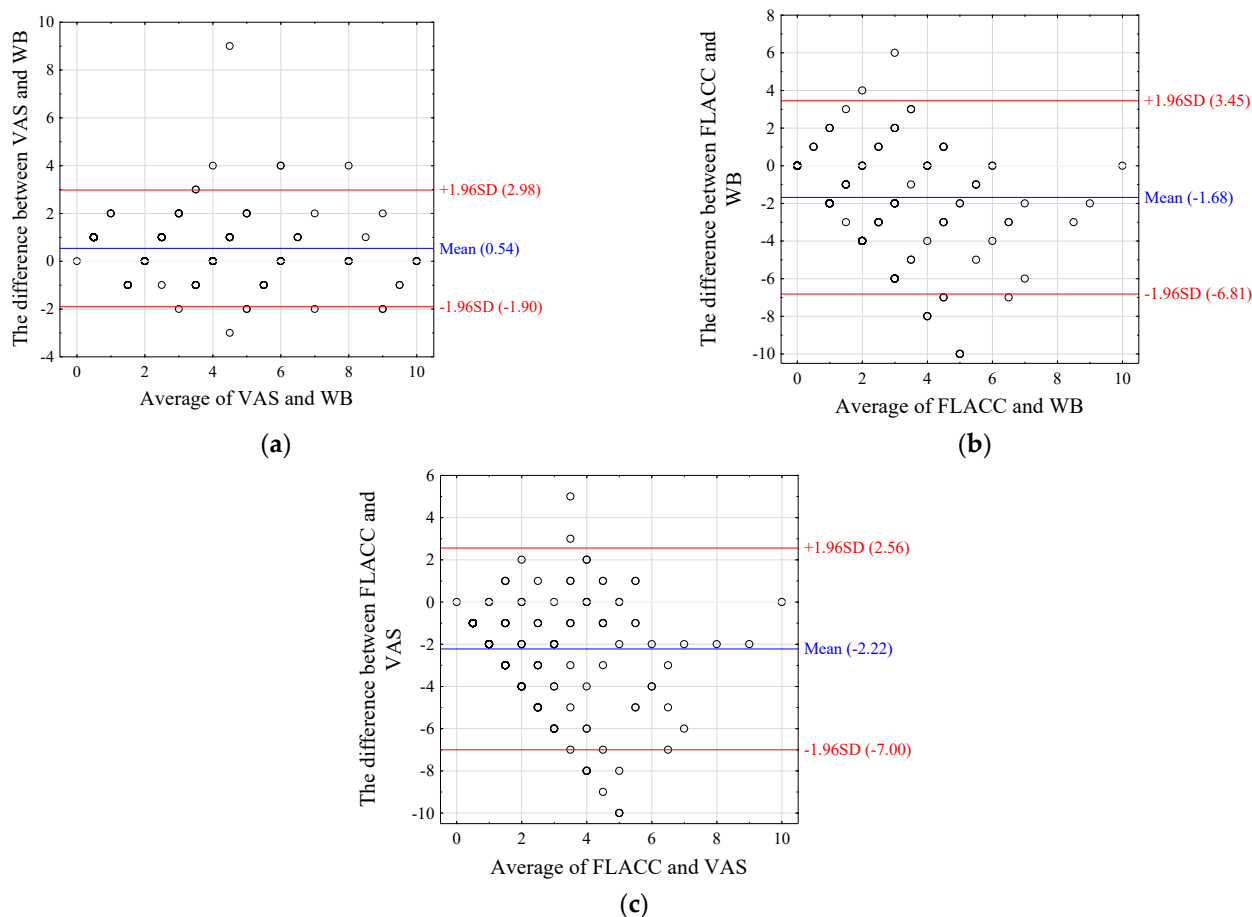 10
8
6
4
2
0
-2
-4
The difference between VAS and WB
+1.96SD (2.98)
Mean (0.54)
-1.96SD (-1.90)
0 2 4 6 8 10
Average of VAS and WB
(a)
8
6
4
2
0
-2
-4
-6
-8
-10
The difference between FLACC and
WB
+1.96SD (3.45)
Mean (-1.68)
-1.96SD (-6.81)
0 2 4 6 8 10
Average of FLACC and WB
(b)
6
4
2
0
-2
-4
-6
-8
-10
The difference between FLACC and
VAS
+1.96SD (2.56)
Mean (-2.22)
-1.96SD (-7.00)
0 2 4 6 8 10
Average of FLACC and VAS
(c)